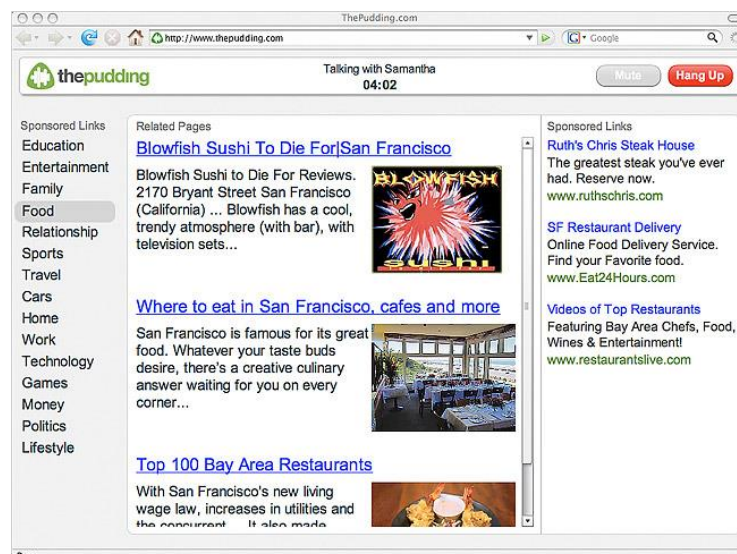 ThePudding.com
http://www.thepudding.com
G
Google
thepudding
Talking with Samantha
04:02
Mute
Hang Up
Sponsored Links
Education
Entertainment
Family
Food
Relationship
Sports
Travel
Cars
Home
Work
Technology
Games
Money
Politics
Lifestyle
Related Pages
Blowfish Sushi To Die For|San Francisco
Blowfish Sushi to Die For Reviews.
2170 Bryant Street San Francisco
(California) ... Blowfish has a cool,
trendy atmosphere (with bar), with
television sets...
BLOWFISH
sushi
Where to eat in San Francisco, cafes and more
San Francisco is famous for its great
food. Whatever your taste buds
desire, there's a creative culinary
answer waiting for you on every
corner...
Top 100 Bay Area Restaurants
With San Francisco's new living
wage law, increases in utilities and
the concurrent ... It also made
Sponsored Links
Ruth's Chris Steak House
The greatest steak you've ever
had. Reserve now.
www.ruthschris.com
SF Restaurant Delivery
Online Food Delivery Service.
Find your Favorite food.
www.Eat24Hours.com
Videos of Top Restaurants
Featuring Bay Area Chefs, Food,
Wines & Entertainment!
www.restaurantslive.com